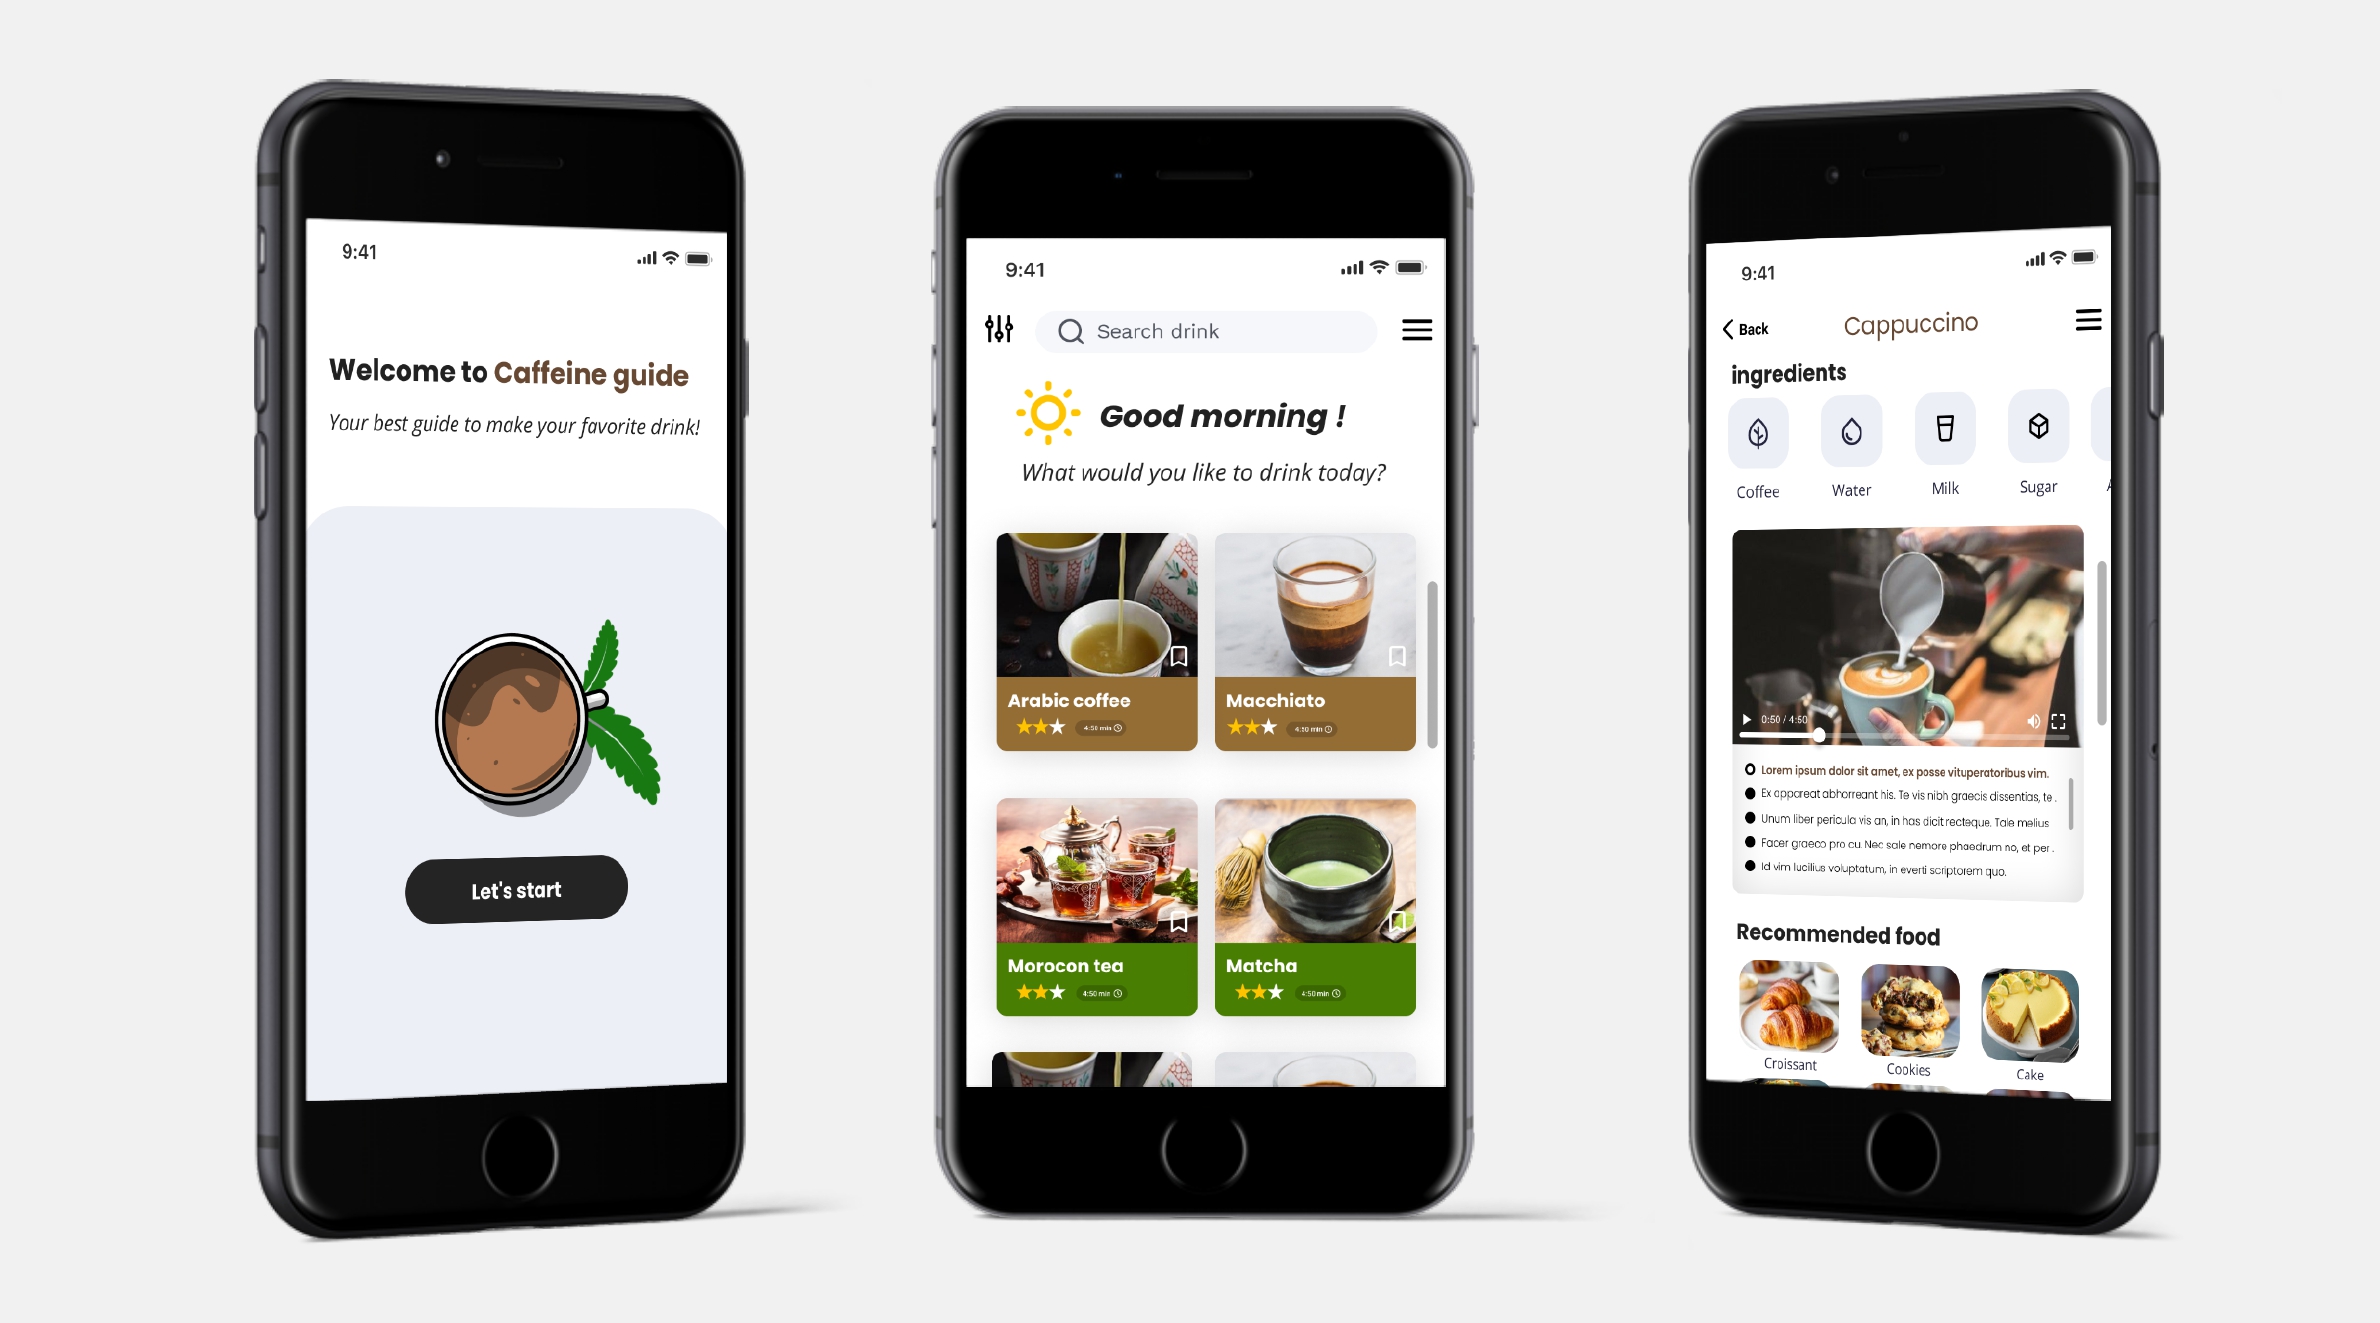 9:41
Welcome to Caffeine guide
Your best guide to make your favorite drink!
Let's start
9:41
Search drink
Good morning !
What would you like to drink today?
Arabic coffee
4:50 min
Macchiato
4:50 min
Morocon tea
4:50 min
Matcha
4:50 min
9:41
Back
Cappuccino
ingredients
Coffee
Water
Milk
Sugar
0:50 / 4:50
Lorem ipsum dolor sit amet, ex posse vituperatoribus vim.
Ex appareat abhorreant his. Te vis nibh graecis dissentias, te .
Unum liber pericula vis an, in has dicit recteque. Tale melius
Facer graeco pro cu. Nec sale nemore phaedrum no, et per .
Id vim lucilius voluptatum, in everti scriptorem quo.
Recommended food
Croissant
Cookies
Cake